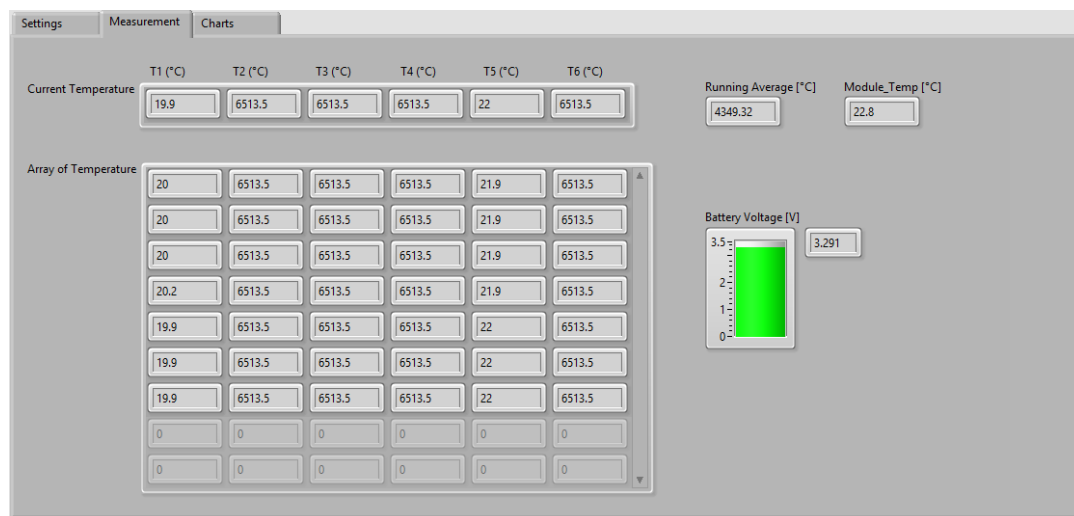 Settings Measurement Charts
T1 (°C) T2 (°C) T3 (°C) T4 (°C) T5 (°C) T6 (°C)
Current Temperature 19.9 6513.5 6513.5 6513.5 22 6513.5
Running Average [°C] Module_Temp [°C]
4349.32 22.8
Array of Temperature
20 6513.5 6513.5 6513.5 21.9 6513.5
20 6513.5 6513.5 6513.5 21.9 6513.5
20 6513.5 6513.5 6513.5 21.9 6513.5
20.2 6513.5 6513.5 6513.5 21.9 6513.5
19.9 6513.5 6513.5 6513.5 22 6513.5
19.9 6513.5 6513.5 6513.5 22 6513.5
19.9 6513.5 6513.5 6513.5 22 6513.5
0 0 0 0 0 0
0 0 0 0 0 0
Battery Voltage [V]
3.5 3.291
2
1
0